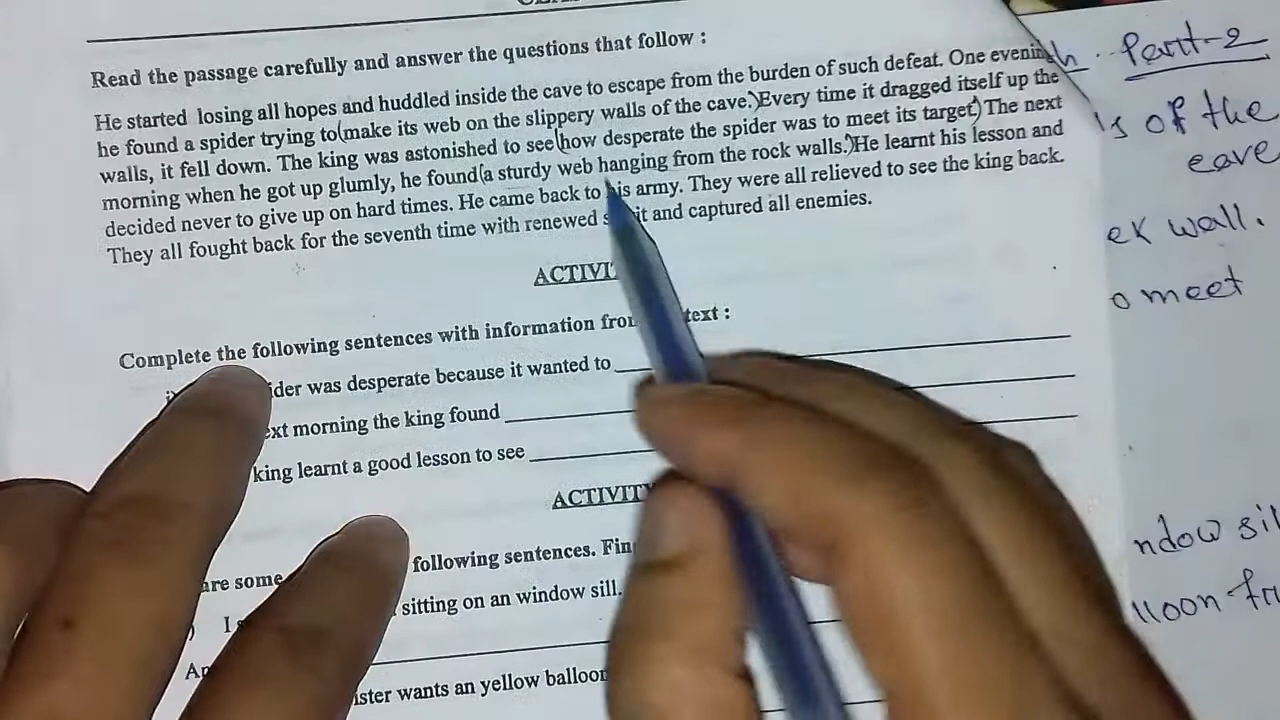 Read the passage carefully and answer the questions that follow :
He started losing all hopes and huddled inside the cave to escape from the burden of such defeat. One evening
he found a spider trying to(make its web on the slippery walls of the cave.)Every time it dragged itself up the
walls, it fell down. The king was astonished to see(how desperate the spider was to meet its target.)The next
morning when he got up glumly, he found(a sturdy web hanging from the rock walls.)He learnt his lesson and
decided never to give up on hard times. He came back to his army. They were all relieved to see the king back.
They all fought back for the seventh time with renewed and captured all enemies.
ACTIVI
Complete the following sentences with information text :
ider was desperate because it wanted to
ext morning the king found
king learnt a good lesson to see
ACTIVITY
are some following sentences. Fin
I sitting on an window sill.
ister wants an yellow balloon
h. Part-2
of the
eave
ek wall.
o meet
ndow sil
lloon fr